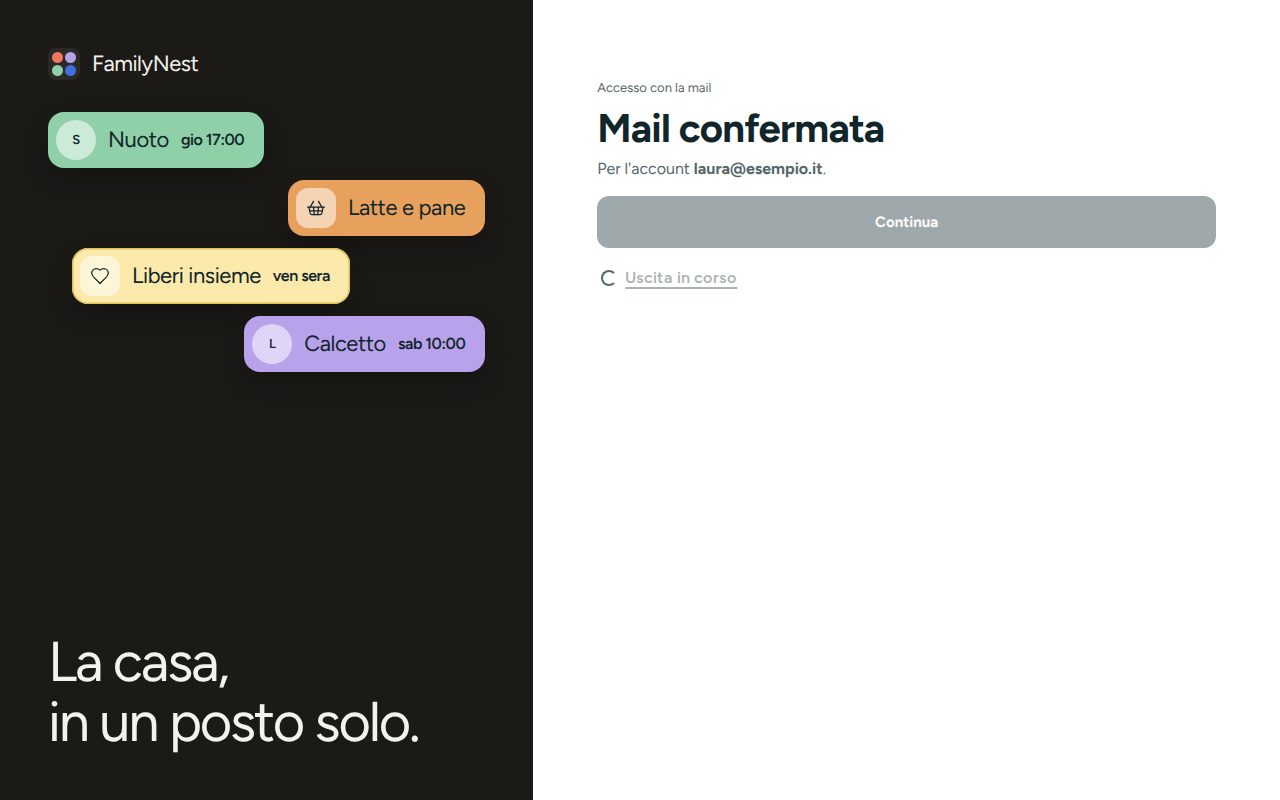 FamilyNest
S Nuoto gio 17:00
Latte e pane
Liberi insieme ven sera
L Calcetto sab 10:00
La casa,
in un posto solo.
Accesso con la mail
Mail confermata
Per l'account laura@esempio.it.
Continua
Uscita in corso